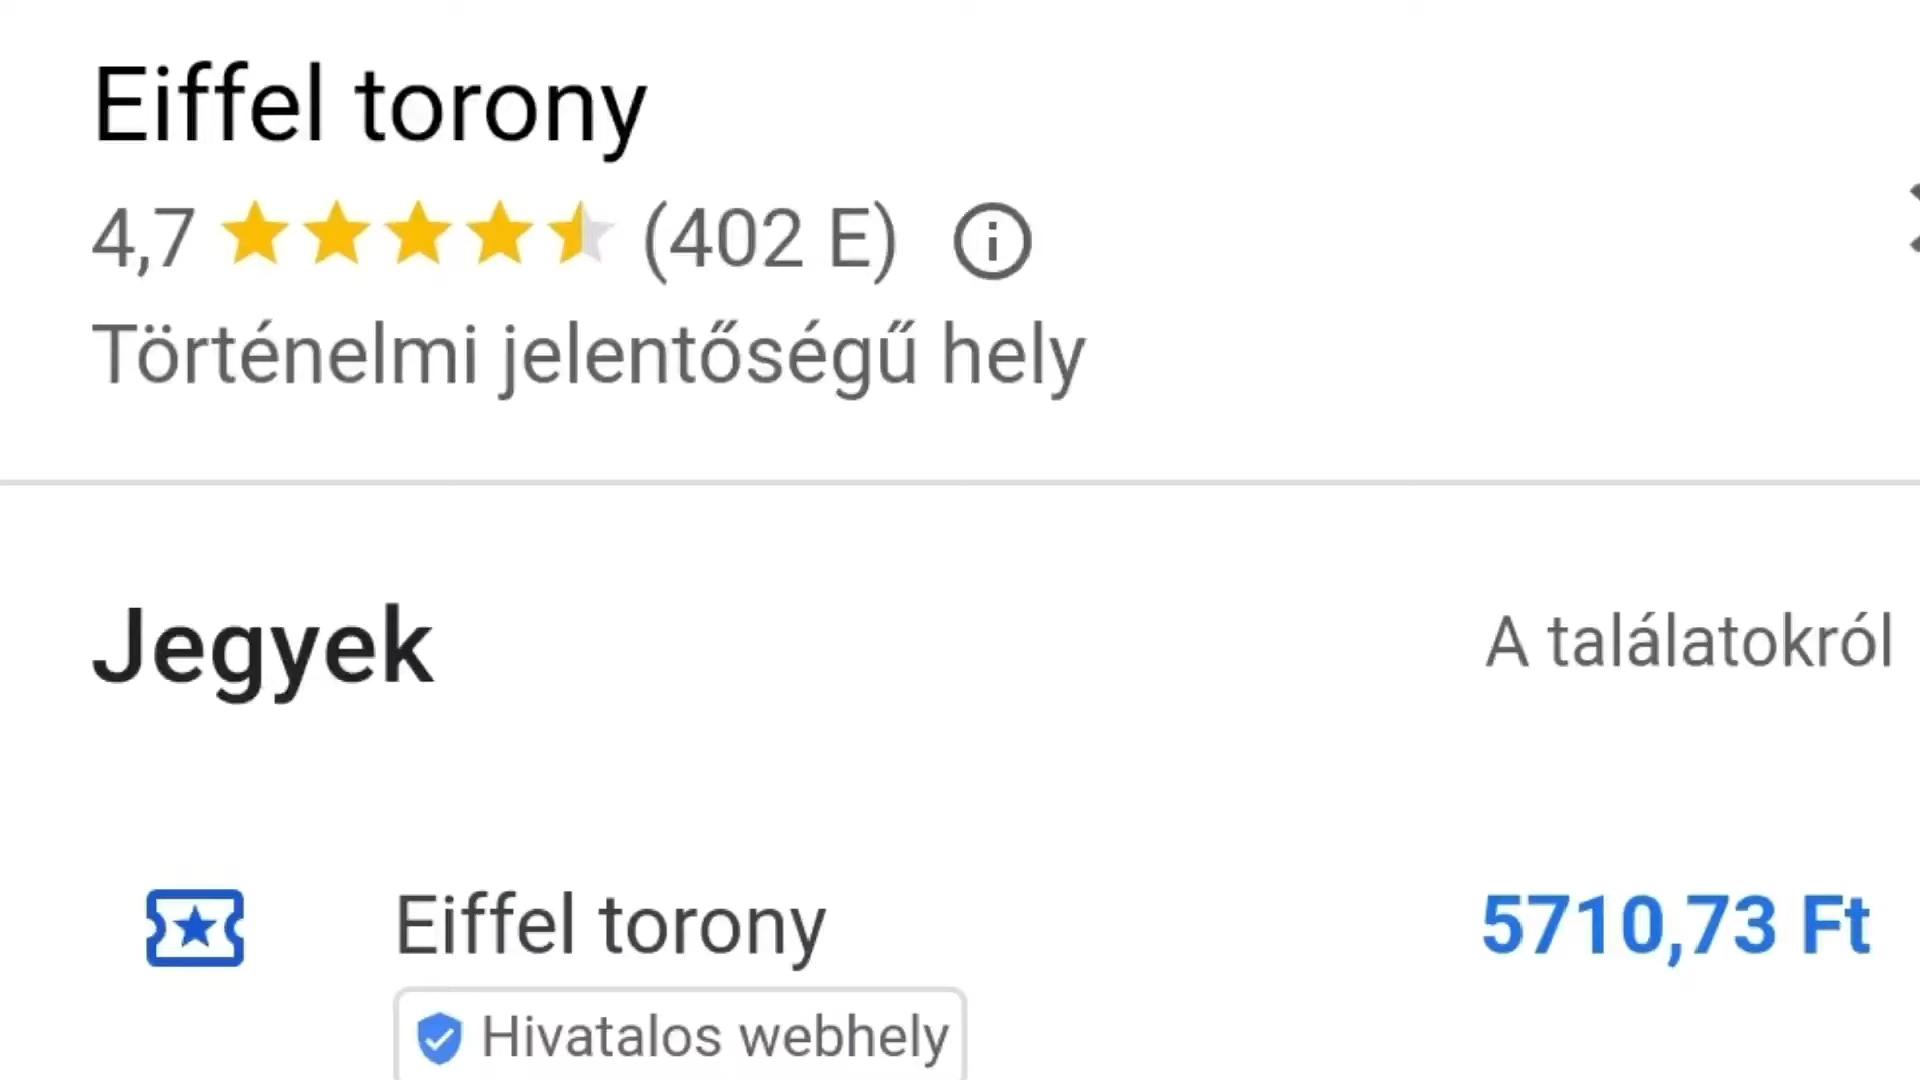 Eiffel torony
4,7 (402 E)
Történelmi jelentőségű hely
Jegyek
A találatokról
Eiffel torony
5710,73 Ft
Hivatalos webhely